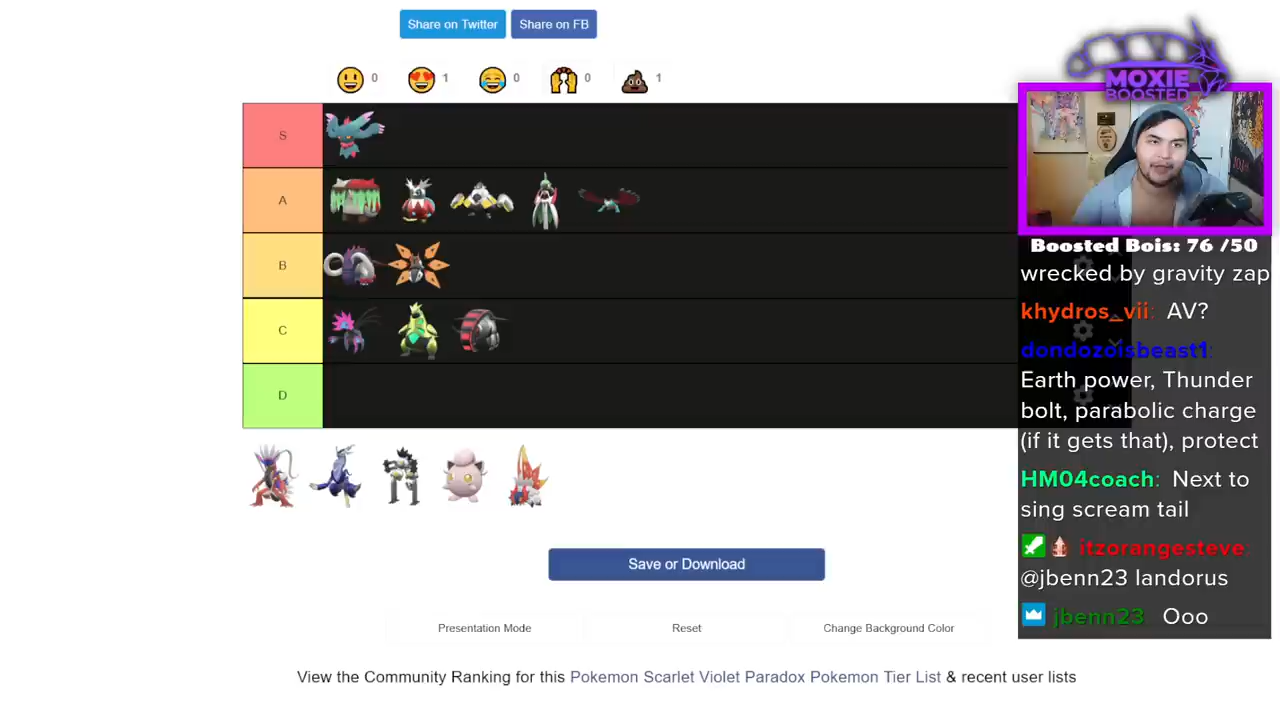 Share on Twitter Share on FB
0 1 0 0 1
S
A
B
C
D
Save or Download
Presentation Mode Reset Change Background Color
View the Community Ranking for this Pokemon Scarlet Violet Paradox Pokemon Tier List & recent user lists
MOXIE
BOOSTED
Boosted Bois: 76 /50
wrecked by gravity zap
khydros_vii: AV?
dondozoisbeast1:
Earth power, Thunder
bolt, parabolic charge
(if it gets that), protect
HM04coach: Next to
sing scream tail
itzorangesteve:
@jbenn23 landorus
jbenn23 Ooo